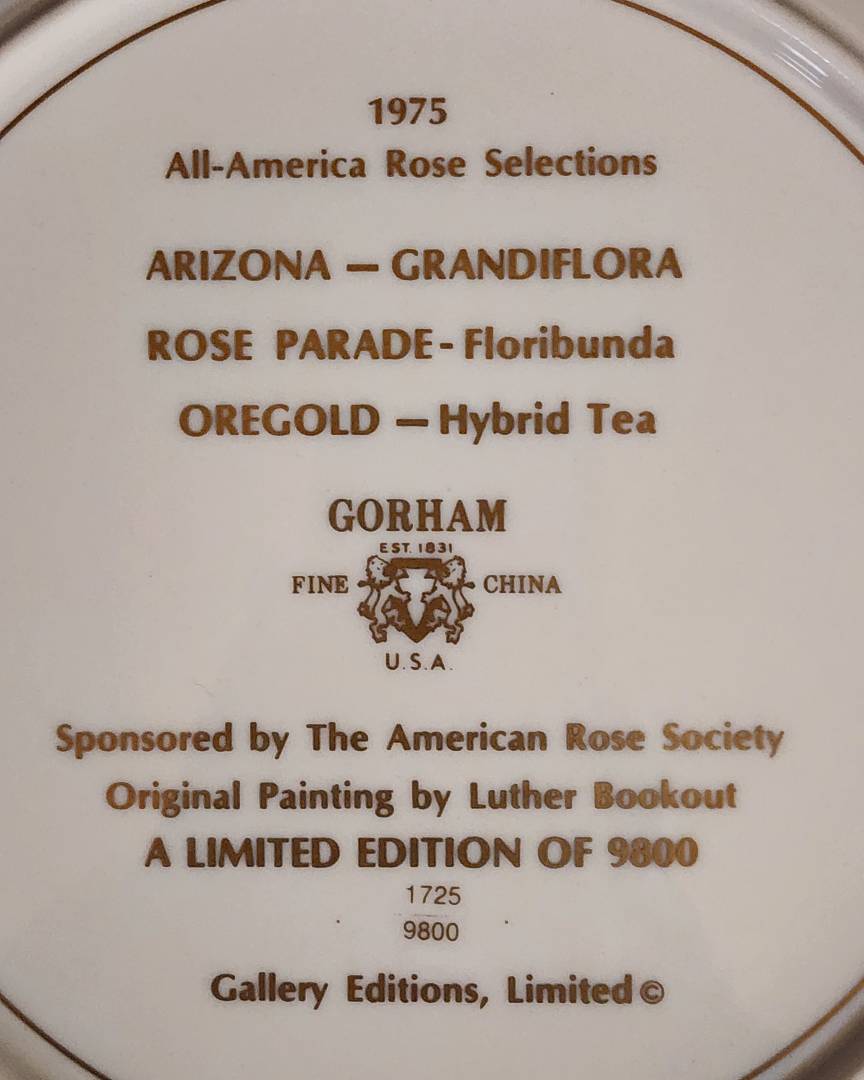 1975
All-America Rose Selections
ARIZONA — GRANDIFLORA
ROSE PARADE - Floribunda
OREGOLD — Hybrid Tea
GORHAM
EST. 1831
FINE CHINA
U.S.A.
Sponsored by The American Rose Society
Original Painting by Luther Bookout
A LIMITED EDITION OF 9800
1725
9800
Gallery Editions, Limited ©